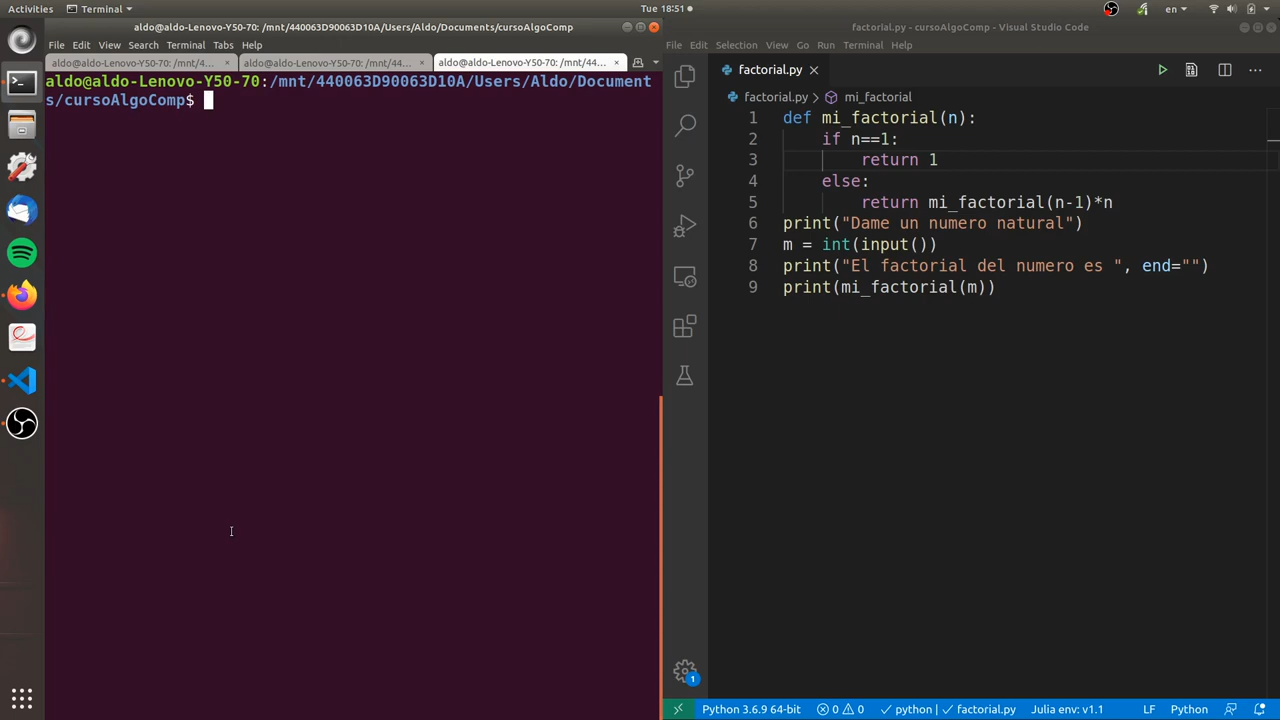 Activities
Terminal
Tue 18:51
en
aldo@aldo-Lenovo-Y50-70: /mnt/440063D90063D10A/Users/Aldo/Documents/cursoAlgoComp
File Edit View Search Terminal Tabs Help
aldo@aldo-Lenovo-Y50-70: /mnt/4...
aldo@aldo-Lenovo-Y50-70: /mnt/44...
aldo@aldo-Lenovo-Y50-70: /mnt/44...
aldo@aldo-Lenovo-Y50-70:/mnt/440063D90063D10A/Users/Aldo/Document
s/cursoAlgoComp$
factorial.py - cursoAlgoComp - Visual Studio Code
File Edit Selection View Go Run Terminal Help
factorial.py
factorial.py > mi_factorial
1 def mi_factorial(n):
2     if n==1:
3         return 1
4     else:
5         return mi_factorial(n-1)*n
6 print("Dame un numero natural")
7 m = int(input())
8 print("El factorial del numero es ", end="")
9 print(mi_factorial(m))
1
Python 3.6.9 64-bit 0 0 python | factorial.py Julia env: v1.1 LF Python